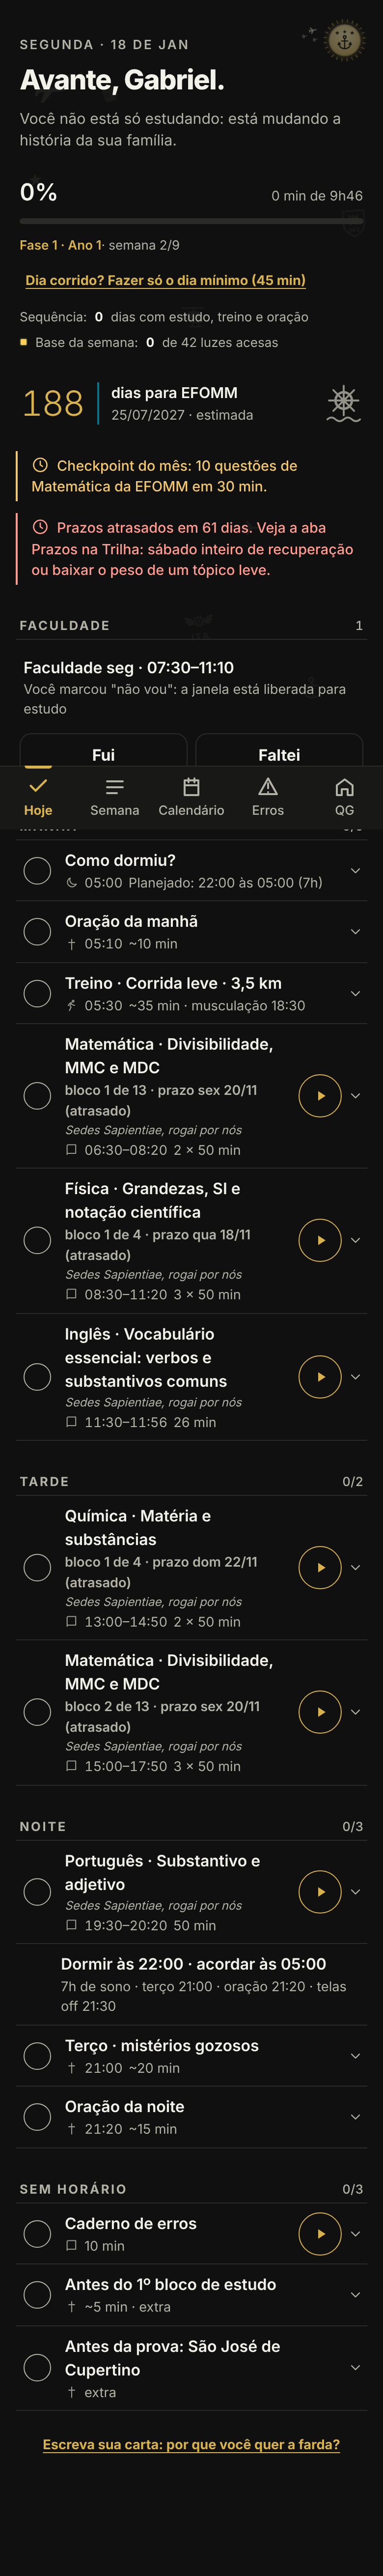 SEGUNDA · 18 DE JAN
Avante, Gabriel.
Você não está só estudando: está mudando a
história da sua família.
0%
0 min de 9h46
Fase 1 · Ano 1· semana 2/9
Dia corrido? Fazer só o dia mínimo (45 min)
Sequência: 0 dias com estudo, treino e oração
Base da semana: 0 de 42 luzes acesas
188
dias para EFOMM
25/07/2027 · estimada
Checkpoint do mês: 10 questões de
Matemática da EFOMM em 30 min.
Prazos atrasados em 61 dias. Veja a aba
Prazos na Trilha: sábado inteiro de recuperação
ou baixar o peso de um tópico leve.
FACULDADE 1
Faculdade seg · 07:30–11:10
Você marcou "não vou": a janela está liberada para
estudo
Fui
Faltei
Hoje
Semana
Calendário
Erros
QG
Como dormiu?
05:00 Planejado: 22:00 às 05:00 (7h)
Oração da manhã
05:10 ~10 min
Treino · Corrida leve · 3,5 km
05:30 ~35 min · musculação 18:30
Matemática · Divisibilidade,
MMC e MDC
bloco 1 de 13 · prazo sex 20/11
(atrasado)
Sedes Sapientiae, rogai por nós
06:30–08:20 2 × 50 min
Física · Grandezas, SI e
notação científica
bloco 1 de 4 · prazo qua 18/11
(atrasado)
Sedes Sapientiae, rogai por nós
08:30–11:20 3 × 50 min
Inglês · Vocabulário
essencial: verbos e
substantivos comuns
Sedes Sapientiae, rogai por nós
11:30–11:56 26 min
TARDE 0/2
Química · Matéria e
substâncias
bloco 1 de 4 · prazo dom 22/11
(atrasado)
Sedes Sapientiae, rogai por nós
13:00–14:50 2 × 50 min
Matemática · Divisibilidade,
MMC e MDC
bloco 2 de 13 · prazo sex 20/11
(atrasado)
Sedes Sapientiae, rogai por nós
15:00–17:50 3 × 50 min
NOITE 0/3
Português · Substantivo e
adjetivo
Sedes Sapientiae, rogai por nós
19:30–20:20 50 min
Dormir às 22:00 · acordar às 05:00
7h de sono · terço 21:00 · oração 21:20 · telas
off 21:30
Terço · mistérios gozosos
21:00 ~20 min
Oração da noite
21:20 ~15 min
SEM HORÁRIO 0/3
Caderno de erros
10 min
Antes do 1º bloco de estudo
~5 min · extra
Antes da prova: São José de
Cupertino
extra
Escreva sua carta: por que você quer a farda?